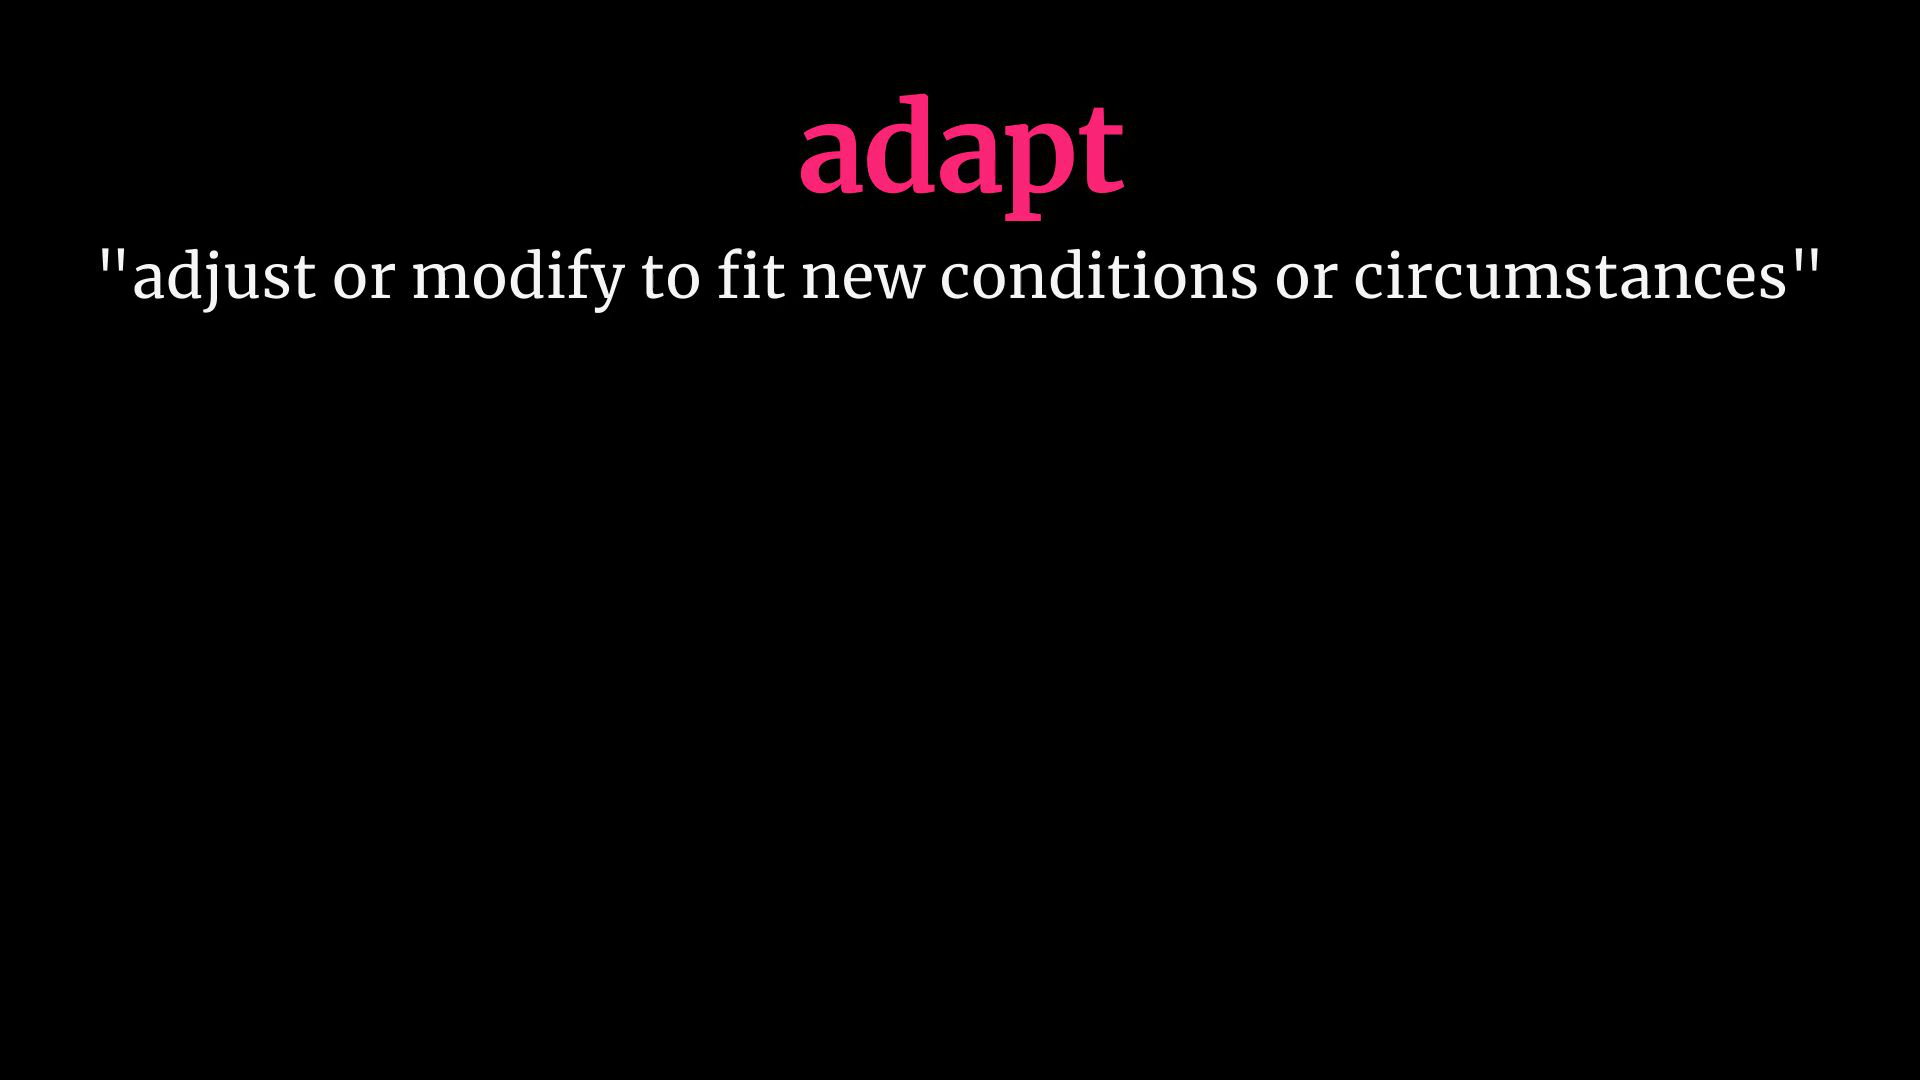 adapt
"adjust or modify to fit new conditions or circumstances"